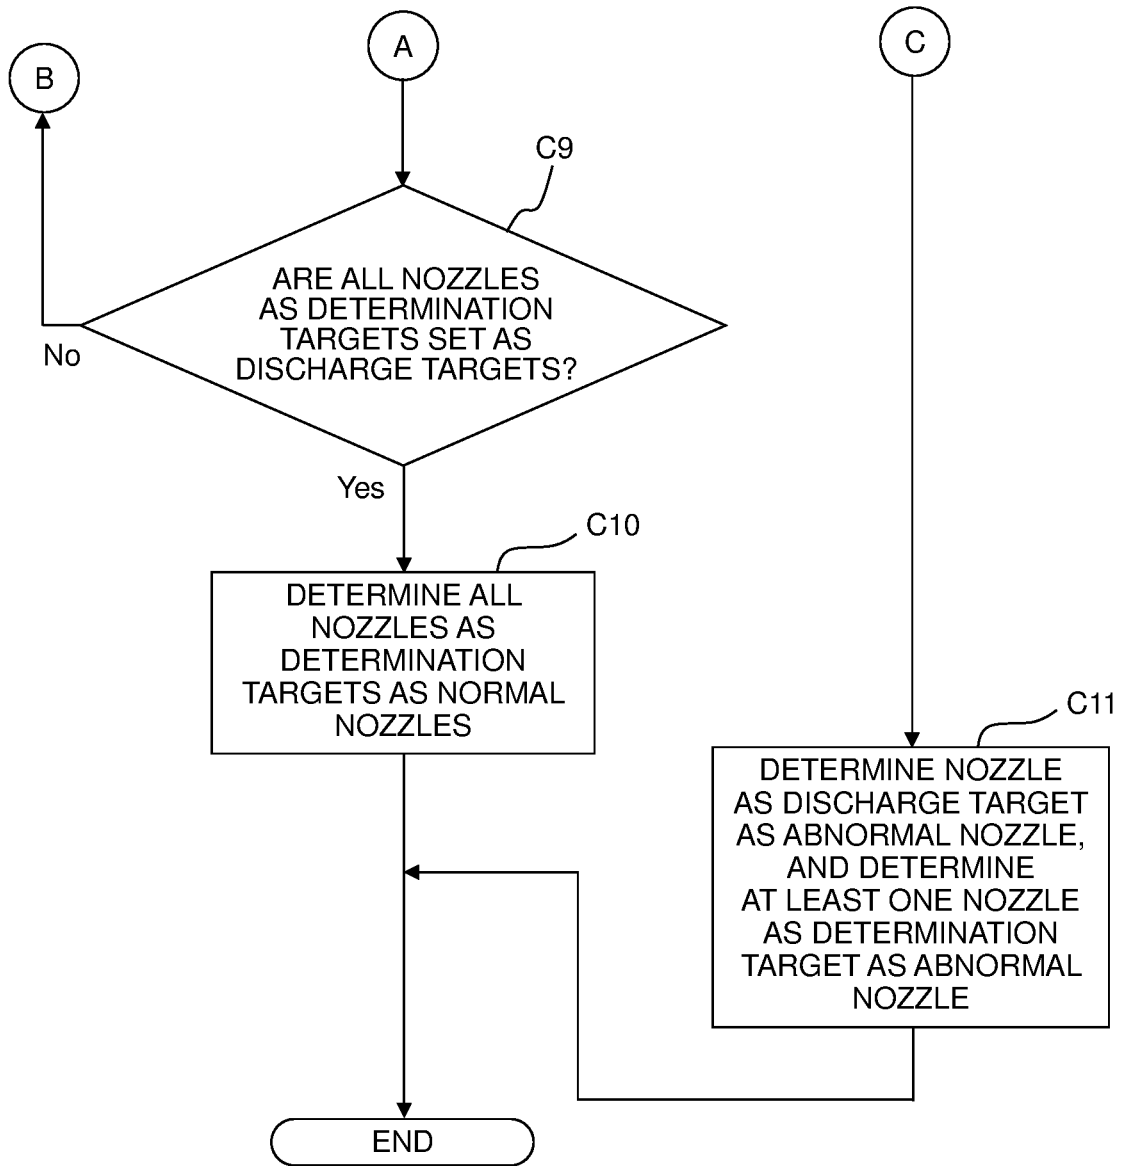 B
A
C
C9
ARE ALL NOZZLES
AS DETERMINATION
TARGETS SET AS
DISCHARGE TARGETS?
No
Yes
C10
DETERMINE ALL
NOZZLES AS
DETERMINATION
TARGETS AS NORMAL
NOZZLES
C11
DETERMINE NOZZLE
AS DISCHARGE TARGET
AS ABNORMAL NOZZLE,
AND DETERMINE
AT LEAST ONE NOZZLE
AS DETERMINATION
TARGET AS ABNORMAL
NOZZLE
END